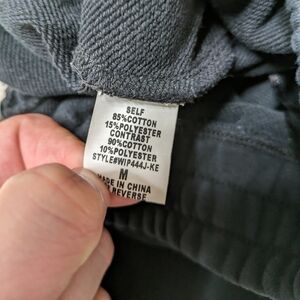 SELF
85%COTTON
15%POLYESTER
CONTRAST
90%COTTON
10%POLYESTER
STYLE#WIP444J-KE
M
MADE IN CHINA
REVERSE